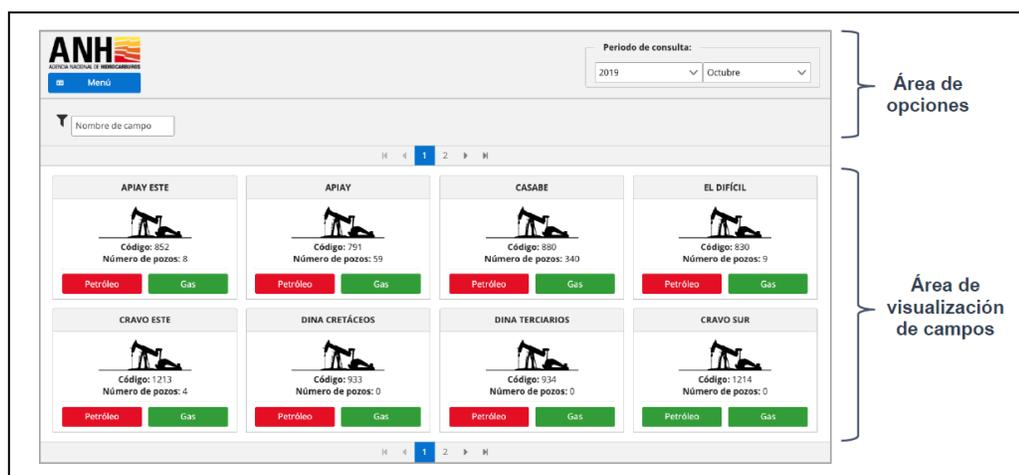 ANH
AGENCIA NACIONAL DE HIDROCARBUROS
Menú
Periodo de consulta:
2019 Octubre
Nombre de campo
1 2
Área de
opciones
APIAY ESTE
Código: 852
Número de pozos: 8
Petróleo Gas
APIAY
Código: 791
Número de pozos: 59
Petróleo Gas
CASABE
Código: 880
Número de pozos: 340
Petróleo Gas
EL DIFÍCIL
Código: 830
Número de pozos: 9
Petróleo Gas
CRAVO ESTE
Código: 1213
Número de pozos: 4
Petróleo Gas
DINA CRETÁCEOS
Código: 933
Número de pozos: 0
Petróleo Gas
DINA TERCIARIOS
Código: 934
Número de pozos: 0
Petróleo Gas
CRAVO SUR
Código: 1214
Número de pozos: 0
Petróleo Gas
Área de
visualización
de campos
1 2